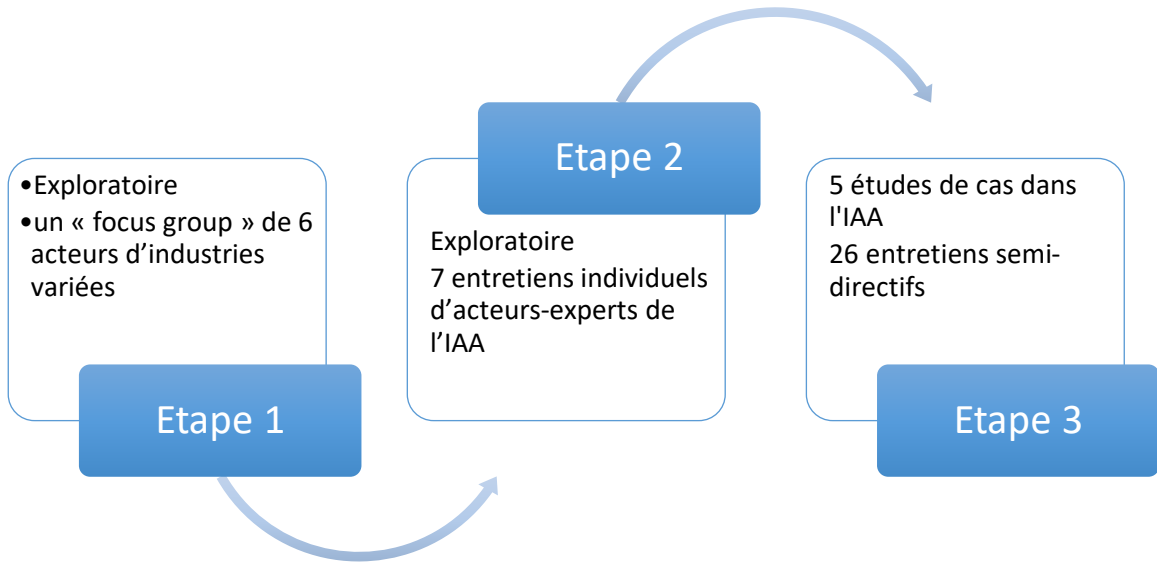 •Exploratoire
•un « focus group » de 6
acteurs d’industries
variées
Etape 1
Etape 2
Exploratoire
7 entretiens individuels
d’acteurs-experts de
l’IAA
5 études de cas dans
l'IAA
26 entretiens semi-
directifs
Etape 3